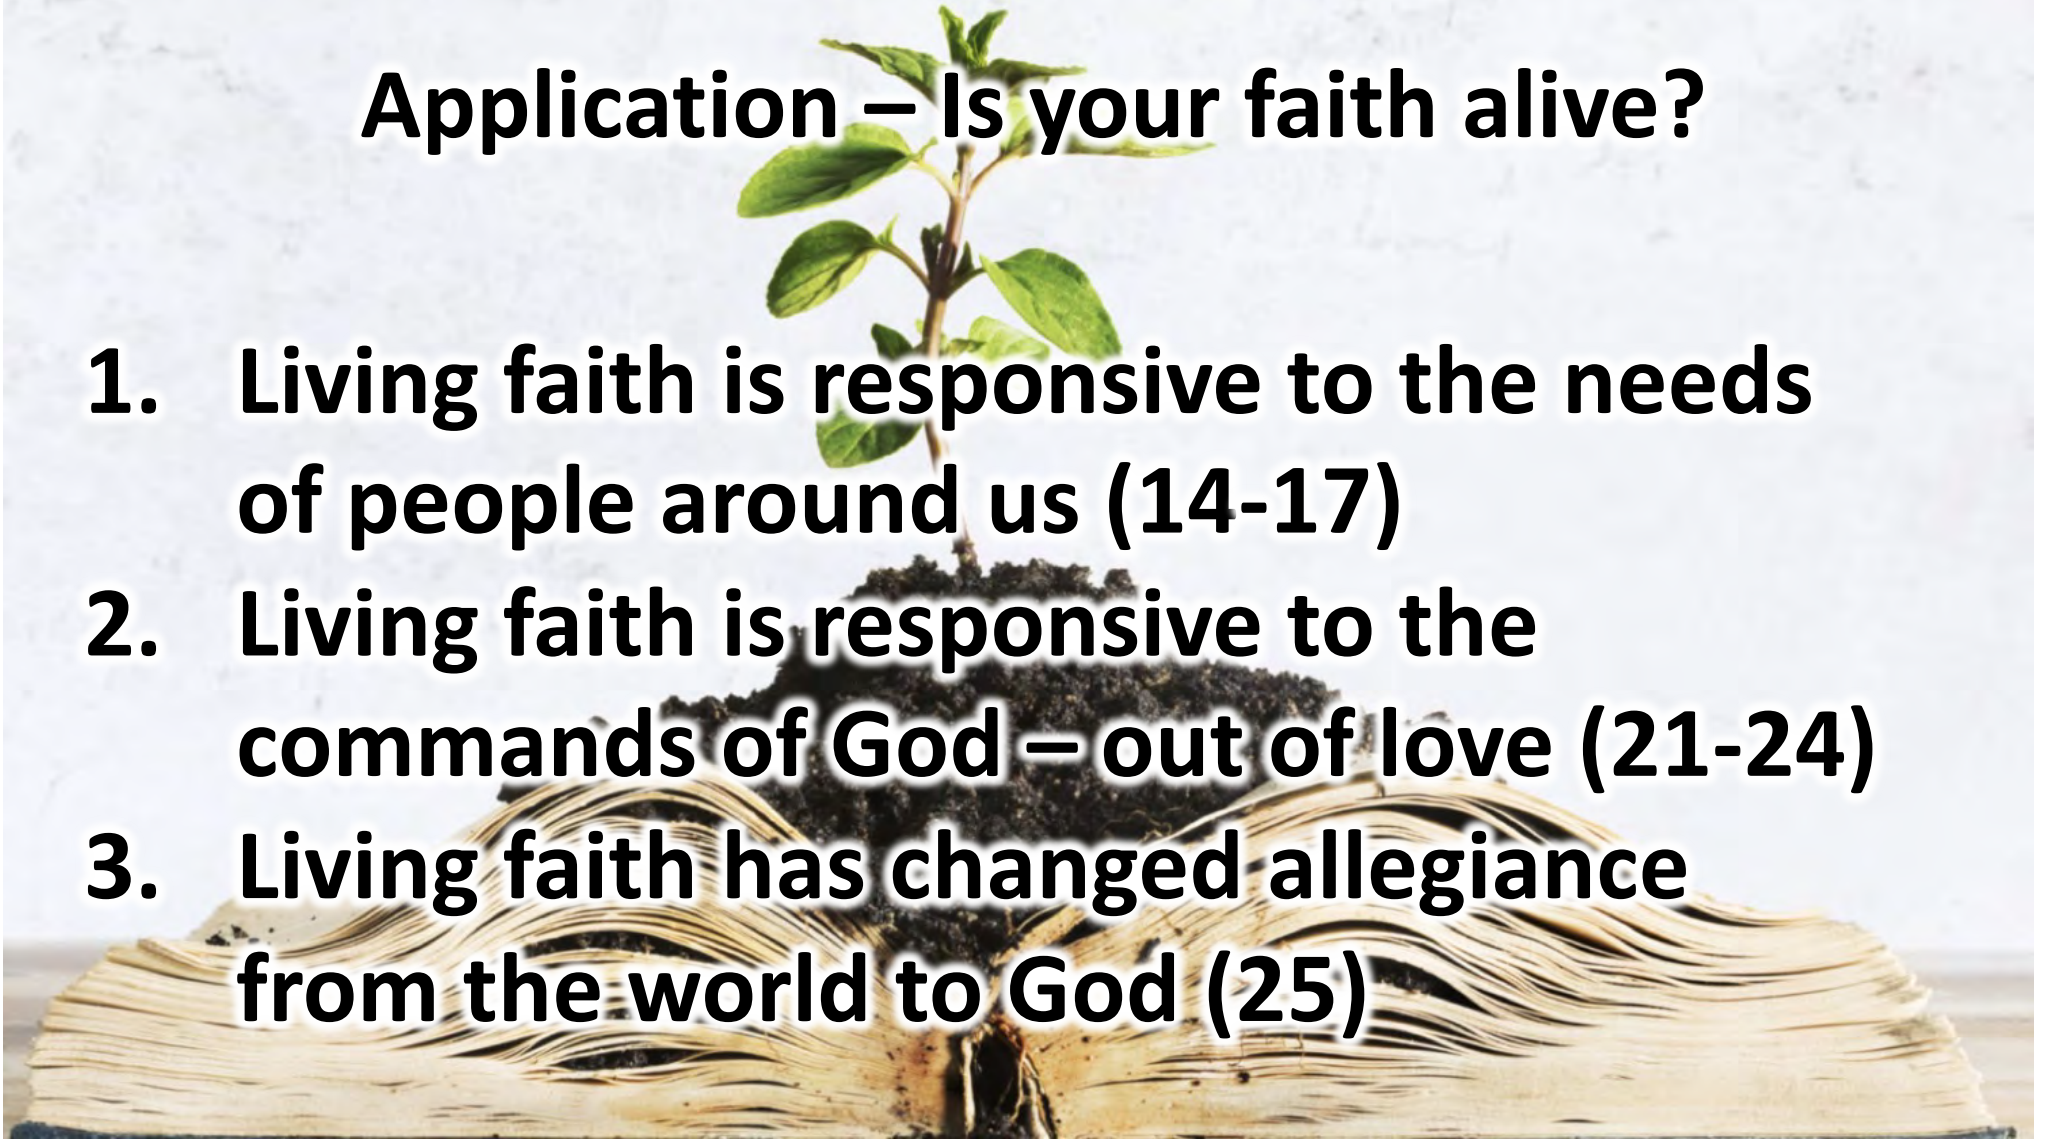 Application – Is your faith alive?
1. Living faith is responsive to the needs
of people around us (14-17)
2. Living faith is responsive to the
commands of God – out of love (21-24)
3. Living faith has changed allegiance
from the world to God (25)